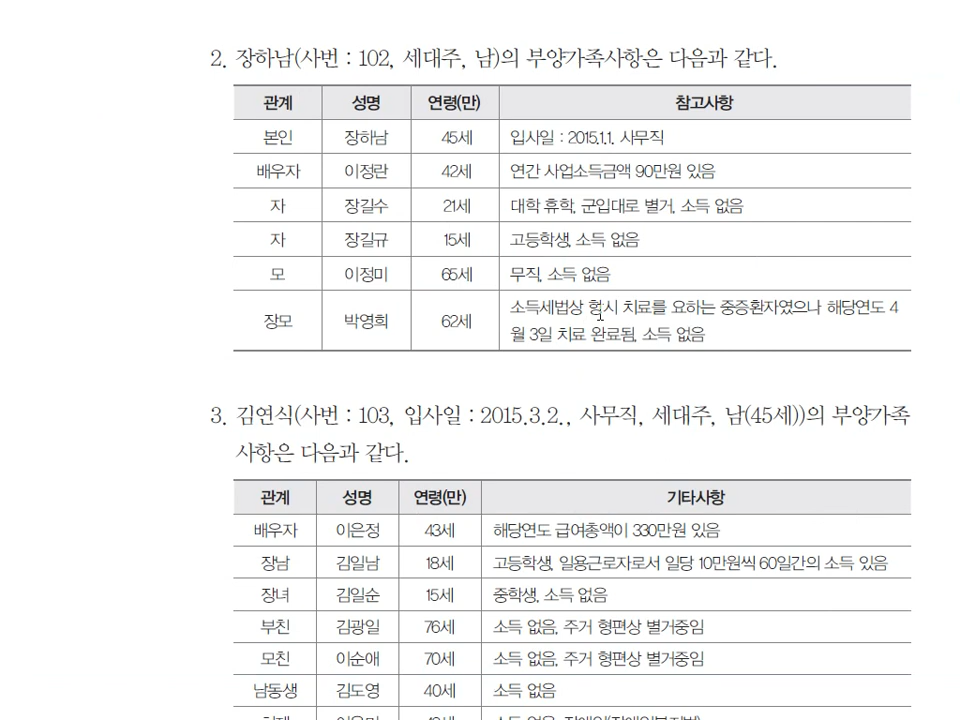 2. 장하남(사번 : 102, 세대주, 남)의 부양가족사항은 다음과 같다.
관계 성명 연령(만) 참고사항
본인 장하남 45세 입사일 : 2015.1.1. 사무직
배우자 이정란 42세 연간 사업소득금액 90만원 있음
자 장길수 21세 대학 휴학, 군입대로 별거, 소득 없음
자 장길규 15세 고등학생, 소득 없음
모 이정미 65세 무직, 소득 없음
장모 박영희 62세 소득세법상 항시 치료를 요하는 중증환자였으나 해당연도 4
월 3일 치료 완료됨, 소득 없음
3. 김연식(사번 : 103, 입사일 : 2015.3.2., 사무직, 세대주, 남(45세))의 부양가족
사항은 다음과 같다.
관계 성명 연령(만) 기타사항
배우자 이은정 43세 해당연도 급여총액이 330만원 있음
장남 김일남 18세 고등학생, 일용근로자로서 일당 10만원씩 60일간의 소득 있음
장녀 김일순 15세 중학생, 소득 없음
부친 김광일 76세 소득 없음, 주거 형편상 별거중임
모친 이순애 70세 소득 없음, 주거 형편상 별거중임
남동생 김도영 40세 소득 없음